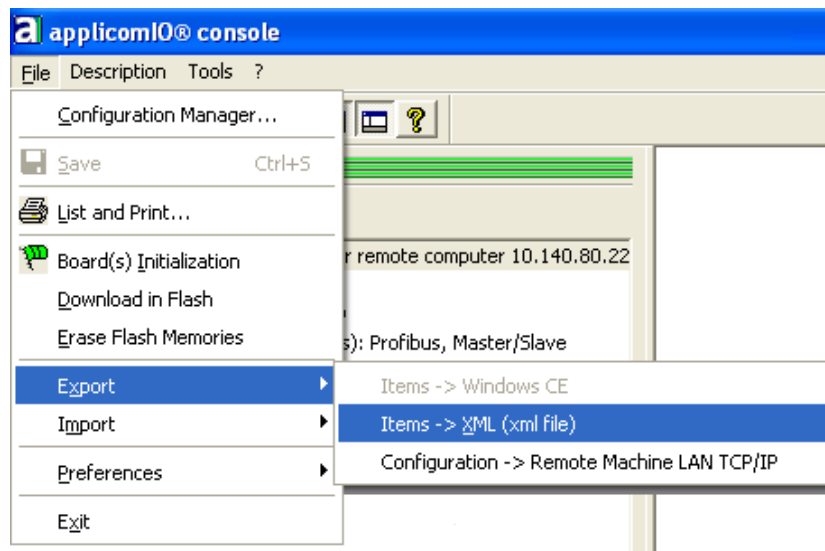 applicomIO® console
File Description Tools ?
Configuration Manager...
Save Ctrl+S
List and Print...
Board(s) Initialization
r remote computer 10.140.80.22
Download in Flash
Erase Flash Memories
s): Profibus, Master/Slave
Export
Items -> Windows CE
Import
Items -> XML (xml file)
Configuration -> Remote Machine LAN TCP/IP
Preferences
Exit